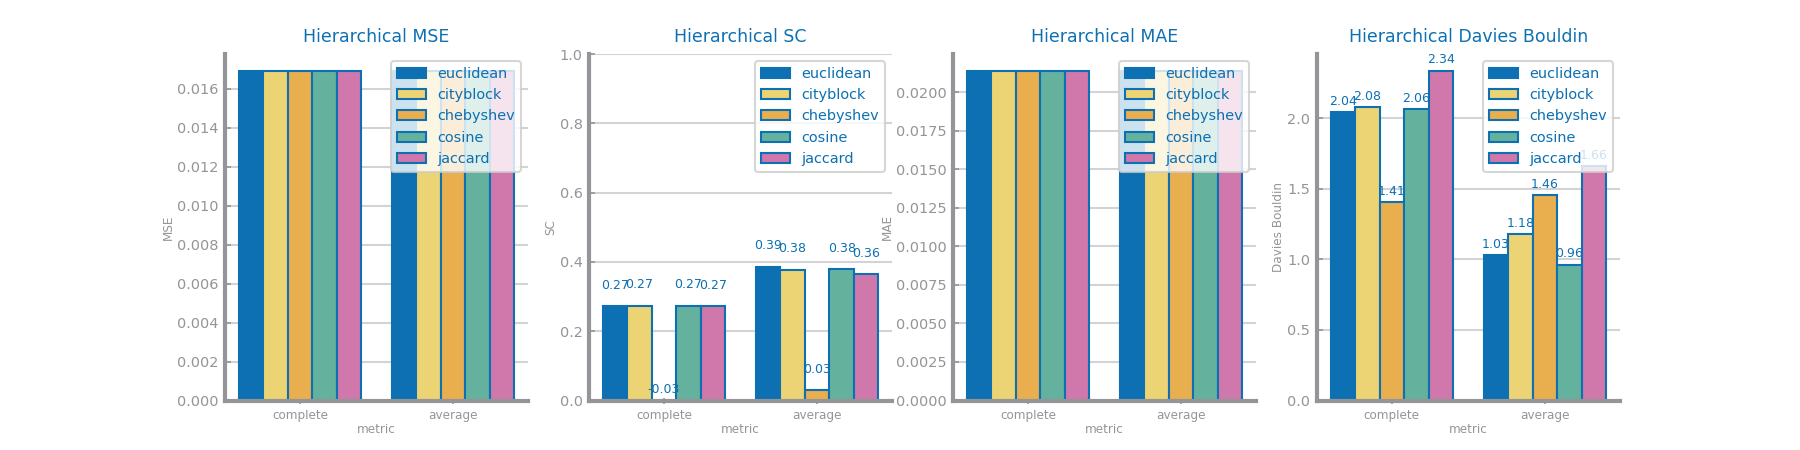 Hierarchical MSE
0.016
0.014
0.012
0.010
0.008
0.006
0.004
0.002
0.000
MSE
euclidean
cityblock
chebyshev
cosine
jaccard
complete
average
metric
Hierarchical SC
1.0
0.8
0.6
0.4
0.2
0.0
SC
euclidean
cityblock
chebyshev
cosine
jaccard
0.27
0.27
-0.03
0.27
0.27
0.39
0.38
0.03
0.38
0.36
complete
average
metric
Hierarchical MAE
0.0200
0.0175
0.0150
0.0125
0.0100
0.0075
0.0050
0.0025
0.0000
MAE
euclidean
cityblock
chebyshev
cosine
jaccard
complete
average
metric
Hierarchical Davies Bouldin
2.0
1.5
1.0
0.5
0.0
Davies Bouldin
euclidean
cityblock
chebyshev
cosine
jaccard
2.04
2.08
1.41
2.06
2.34
1.03
1.18
1.46
0.96
1.66
complete
average
metric